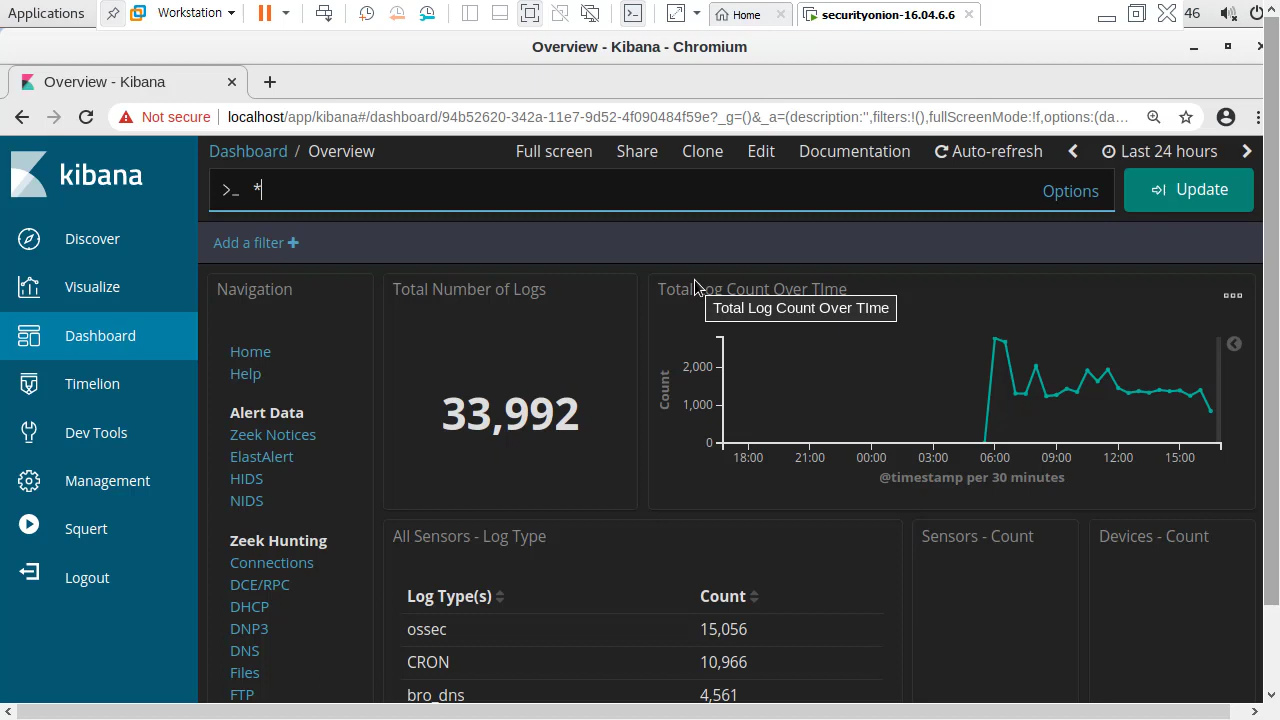 Applications
Workstation
Home
securityonion-16.04.6.6
46
Overview - Kibana - Chromium
Overview - Kibana
Not secure
localhost/app/kibana#/dashboard/94b52620-342a-11e7-9d52-4f090484f59e?_g=()&_a=(description:'',filters:!(),fullScreenMode:!f,options:(da…
kibana
Dashboard / Overview
Full screen
Share
Clone
Edit
Documentation
Auto-refresh
Last 24 hours
>_ *
Options
Update
Add a filter +
Discover
Visualize
Dashboard
Timelion
Dev Tools
Management
Squert
Logout
Navigation
Home
Help
Alert Data
Zeek Notices
ElastAlert
HIDS
NIDS
Zeek Hunting
Connections
DCE/RPC
DHCP
DNP3
DNS
Files
FTP
Total Number of Logs
33,992
Total Log Count Over TIme
Total Log Count Over TIme
Count
2,000
1,000
0
18:00
21:00
00:00
03:00
06:00
09:00
12:00
15:00
@timestamp per 30 minutes
All Sensors - Log Type
Log Type(s)
Count
ossec
15,056
CRON
10,966
bro_dns
4,561
Sensors - Count
Devices - Count